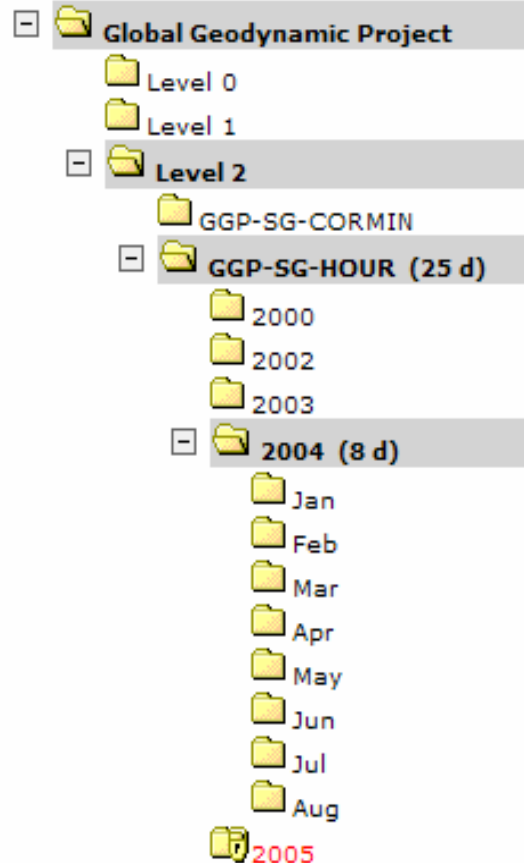 Global Geodynamic Project
Level 0
Level 1
Level 2
GGP-SG-CORMIN
GGP-SG-HOUR (25 d)
2000
2002
2003
2004 (8 d)
Jan
Feb
Mar
Apr
May
Jun
Jul
Aug
2005